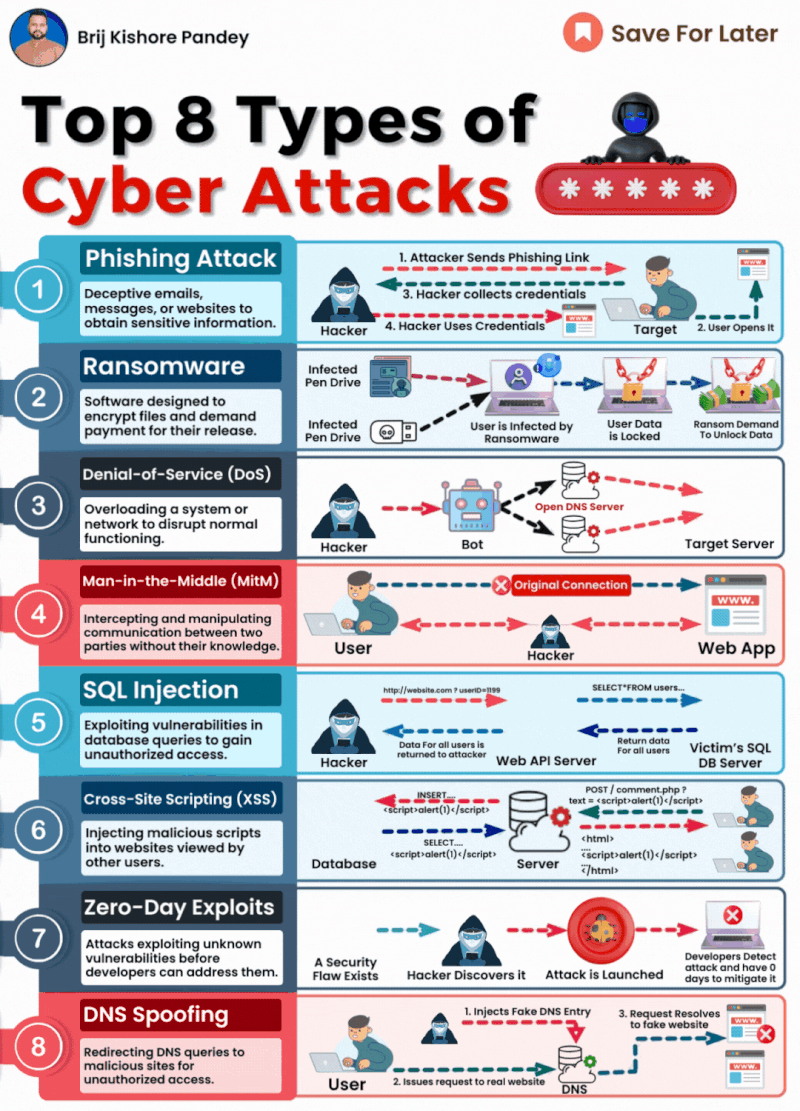 Brij Kishore Pandey
Save For Later
Top 8 Types of
Cyber Attacks
*****
1
Phishing Attack
Deceptive emails,
messages, or websites to
obtain sensitive information.
Hacker
1. Attacker Sends Phishing Link
3. Hacker collects credentials
4. Hacker Uses Credentials
www.
Target
www.
2. User Opens It
2
Ransomware
Software designed to
encrypt files and demand
payment for their release.
Infected
Pen Drive
Infected
Pen Drive
User is Infected by
Ransomware
User Data
is Locked
Ransom Demand
To Unlock Data
3
Denial-of-Service (DoS)
Overloading a system or
network to disrupt normal
functioning.
Hacker
Bot
Open DNS Server
Target Server
4
Man-in-the-Middle (MitM)
Intercepting and manipulating
communication between two
parties without their knowledge.
User
Original Connection
Hacker
www.
Web App
5
SQL Injection
Exploiting vulnerabilities in
database queries to gain
unauthorized access.
Hacker
http://website.com ? userID=1199
Data For all users is
returned to attacker
Web API Server
SELECT*FROM users...
Return data
For all users
Victim's SQL
DB Server
6
Cross-Site Scripting (XSS)
Injecting malicious scripts
into websites viewed by
other users.
Database
INSERT....
<script>alert(1)</script>
SELECT....
<script>alert(1)</script>
Server
POST / comment.php ?
text = <script>alert(1)</script>
<html>
....
<script>alert(1)</script>
....
</html>
7
Zero-Day Exploits
Attacks exploiting unknown
vulnerabilities before
developers can address them.
A Security
Flaw Exists
Hacker Discovers it
Attack is Launched
Developers Detect
attack and have 0
days to mitigate it
8
DNS Spoofing
Redirecting DNS queries to
malicious sites for
unauthorized access.
User
1. Injects Fake DNS Entry
2. Issues request to real website
DNS
3. Request Resolves
to fake website
www.
www.